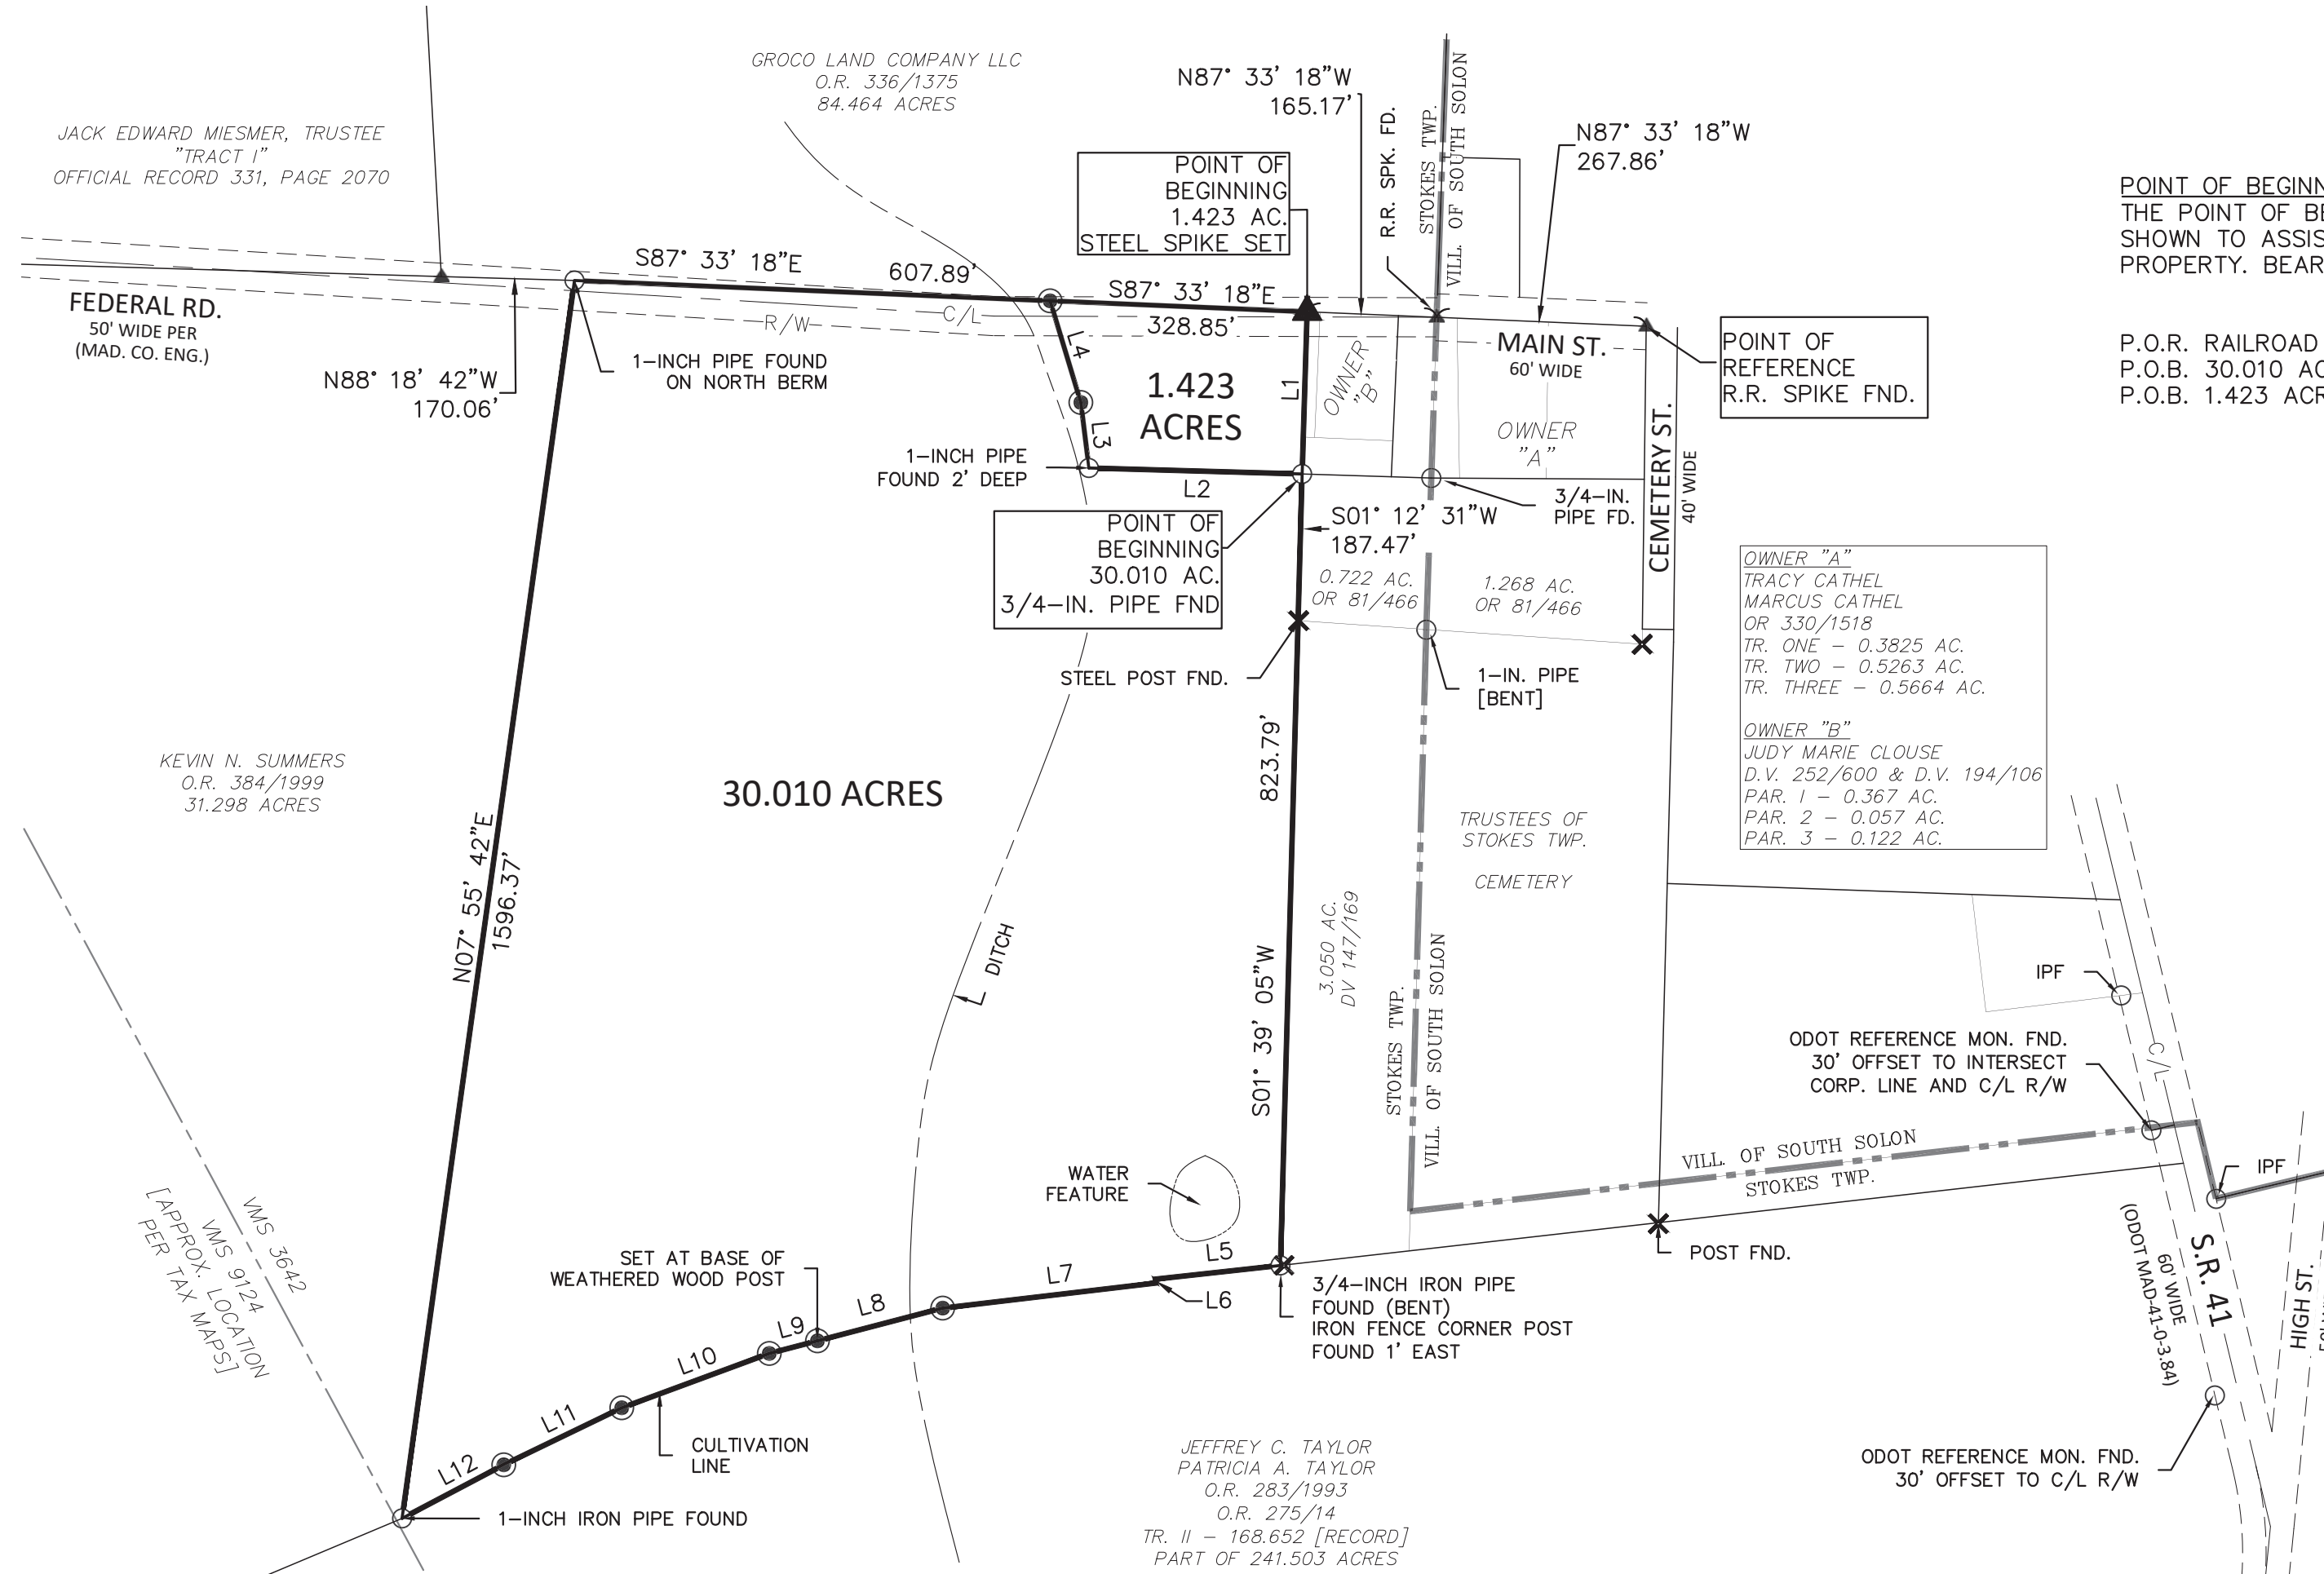 GROCO LAND COMPANY LLC
O.R. 336/1375
84.464 ACRES
JACK EDWARD MIESMER, TRUSTEE
"TRACT I"
OFFICIAL RECORD 331, PAGE 2070
N87° 33' 18"W
165.17'
R.R. SPK. FD.
STOKES TWP.
VILL. OF SOUTH SOLON
N87° 33' 18"W
267.86'
POINT OF
BEGINNING
1.423 AC.
STEEL SPIKE SET
POINT OF BEGINN
THE POINT OF BE
SHOWN TO ASSIS
PROPERTY. BEAR
P.O.R. RAILROAD
P.O.B. 30.010 AC
P.O.B. 1.423 ACR
FEDERAL RD.
50' WIDE PER
(MAD. CO. ENG.)
S87° 33' 18"E
607.89'
S87° 33' 18"E
328.85'
R/W
C/L
N88° 18' 42"W
170.06'
1-INCH PIPE FOUND
ON NORTH BERM
L4
L3
L1
L2
1.423
ACRES
OWNER
"B"
MAIN ST.
60' WIDE
OWNER
"A"
POINT OF
REFERENCE
R.R. SPIKE FND.
CEMETERY ST.
40' WIDE
1-INCH PIPE
FOUND 2' DEEP
POINT OF
BEGINNING
30.010 AC.
3/4-IN. PIPE FND
S01° 12' 31"W
187.47'
3/4-IN.
PIPE FD.
0.722 AC.
OR 81/466
1.268 AC.
OR 81/466
STEEL POST FND.
1-IN. PIPE
[BENT]
OWNER "A"
TRACY CATHEL
MARCUS CATHEL
OR 330/1518
TR. ONE - 0.3825 AC.
TR. TWO - 0.5263 AC.
TR. THREE - 0.5664 AC.
OWNER "B"
JUDY MARIE CLOUSE
D.V. 252/600 & D.V. 194/106
PAR. 1 - 0.367 AC.
PAR. 2 - 0.057 AC.
PAR. 3 - 0.122 AC.
KEVIN N. SUMMERS
O.R. 384/1999
31.298 ACRES
30.010 ACRES
N07° 55' 42"E
1596.37'
DITCH
823.79'
S01° 39' 05"W
3.050 AC.
DV 147/169
TRUSTEES OF
STOKES TWP.
CEMETERY
STOKES TWP.
VILL. OF SOUTH SOLON
IPF
C/L
ODOT REFERENCE MON. FND.
30' OFFSET TO INTERSECT
CORP. LINE AND C/L R/W
VILL. OF SOUTH SOLON
STOKES TWP.
IPF
WATER
FEATURE
POST FND.
VMS 3642
VMS 9124
[APPROX. LOCATION
PER TAX MAPS]
SET AT BASE OF
WEATHERED WOOD POST
L5
L6
L7
L8
L9
L10
L11
L12
3/4-INCH IRON PIPE
FOUND (BENT)
IRON FENCE CORNER POST
FOUND 1' EAST
CULTIVATION
LINE
1-INCH IRON PIPE FOUND
JEFFREY C. TAYLOR
PATRICIA A. TAYLOR
O.R. 283/1993
O.R. 275/14
TR. II - 168.652 [RECORD]
PART OF 241.503 ACRES
S.R. 41
60' WIDE
(ODOT MAD-41-0-3.84)
HIGH ST.
ODOT REFERENCE MON. FND.
30' OFFSET TO C/L R/W